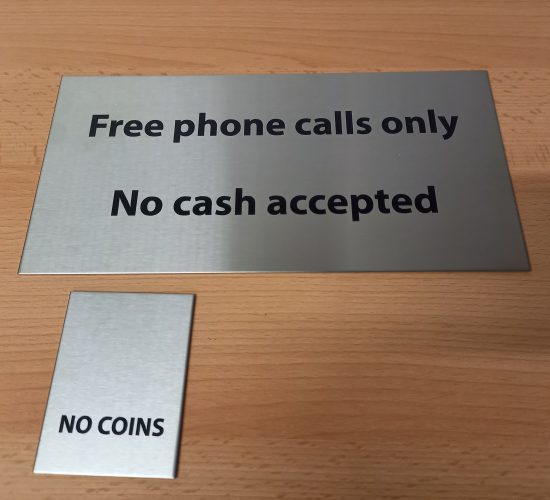 Free phone calls only
No cash accepted
NO COINS